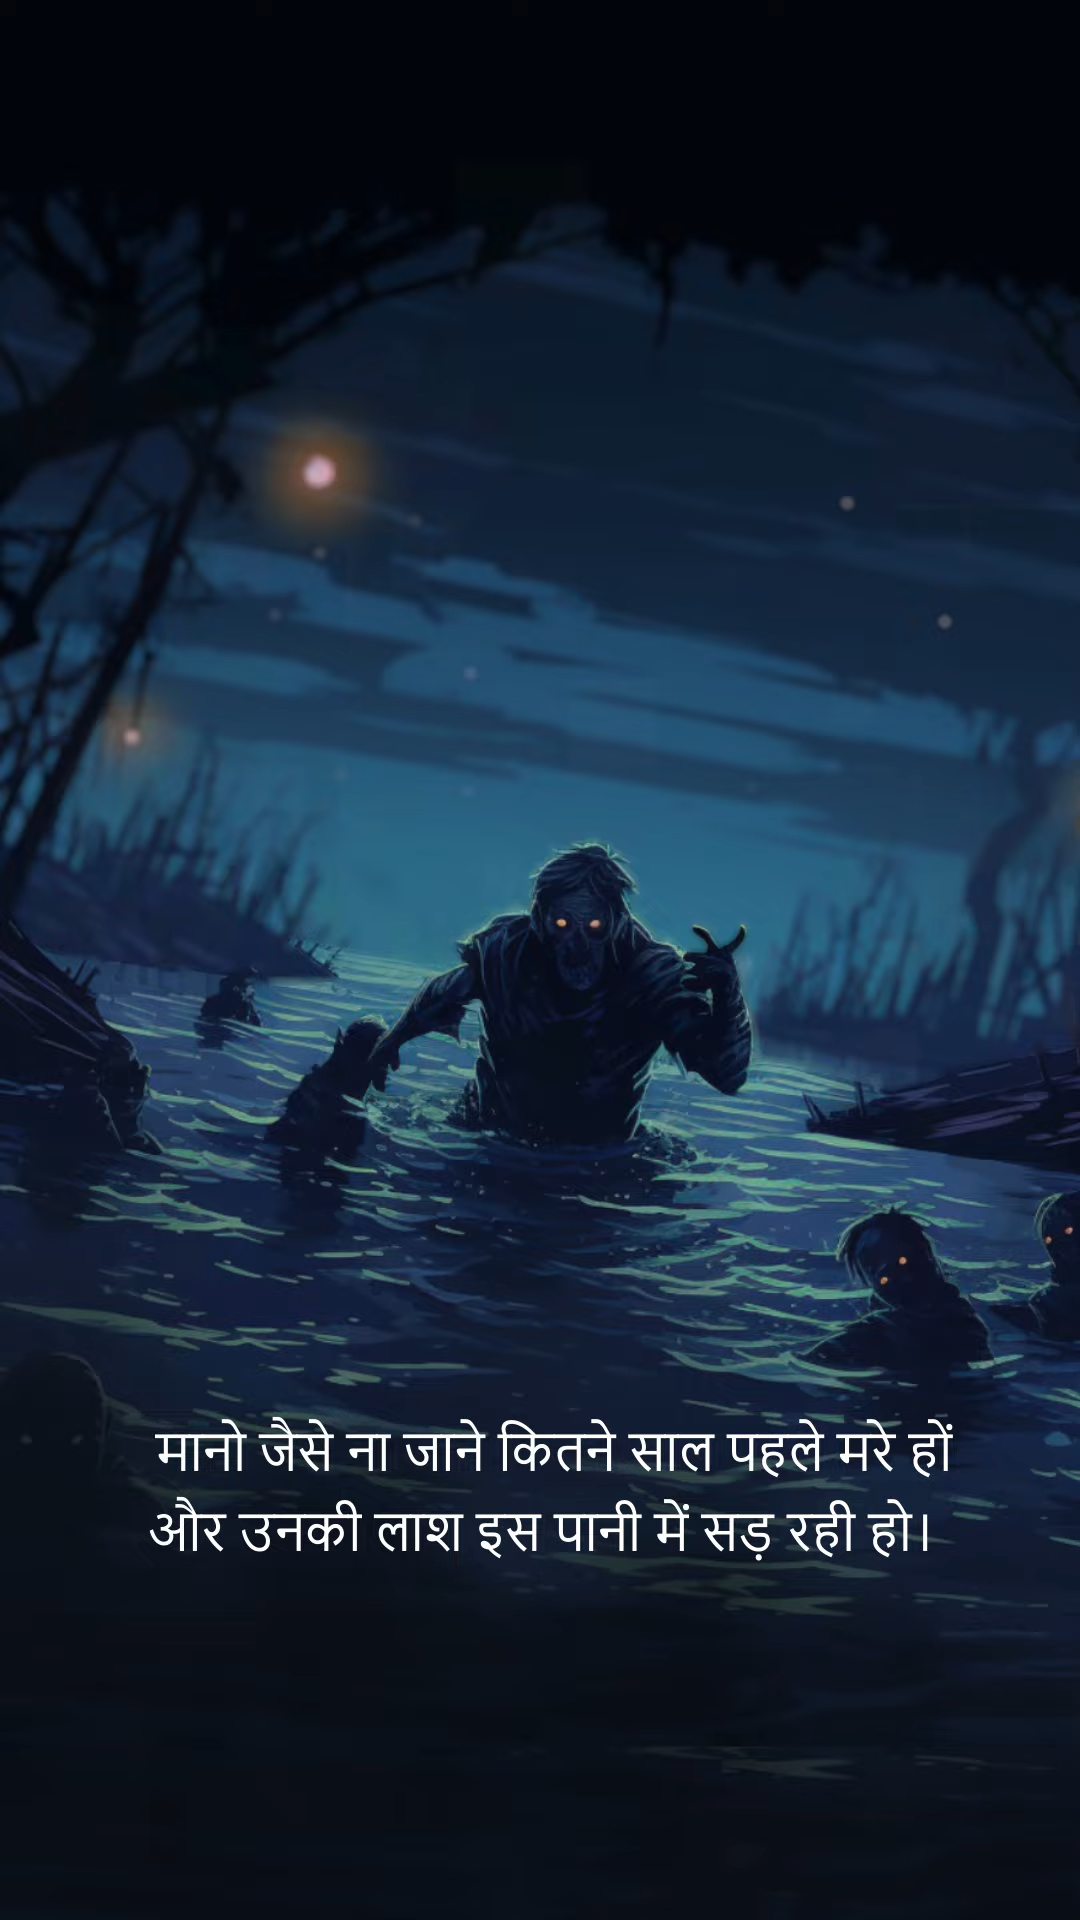 मानो जैसे ना जाने कितने साल पहले मरे हों
और उनकी लाश इस पानी में सड़ रही हो।